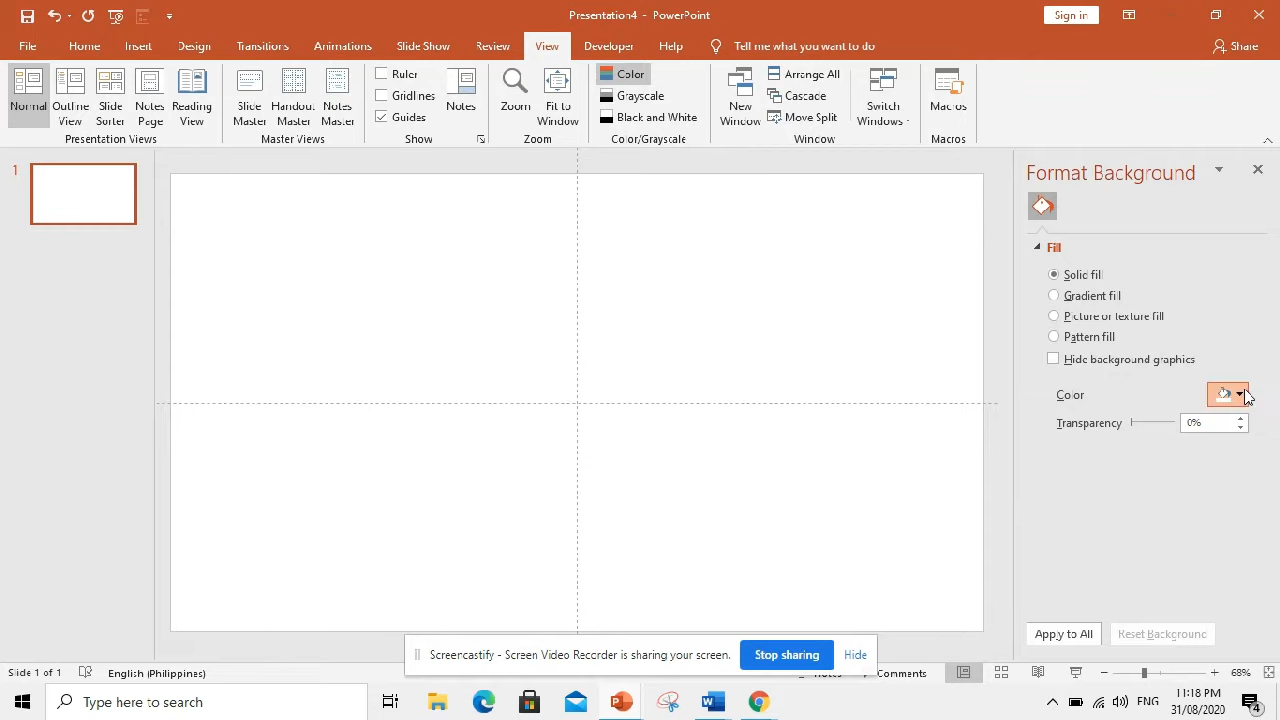 Presentation4 - PowerPoint
Sign in
File Home Insert Design Transitions Animations Slide Show Review View Developer Help Tell me what you want to do Share
Normal Outline View Slide Sorter Notes Page Reading View
Presentation Views
Slide Master Handout Master Notes Master
Master Views
Ruler
Gridlines
Guides
Show
Notes
Zoom Fit to Window
Zoom
Color
Grayscale
Black and White
Color/Grayscale
New Window
Arrange All
Cascade
Move Split
Switch Windows
Window
Macros
Macros
1
Format Background
Fill
Solid fill
Gradient fill
Picture or texture fill
Pattern fill
Hide background graphics
Color
Transparency 0%
Apply to All Reset Background
Screencastify - Screen Video Recorder is sharing your screen. Stop sharing Hide
Slide 1 of 1 English (Philippines) Notes Comments 68%
Type here to search
ENG
11:18 PM
31/08/2020
4